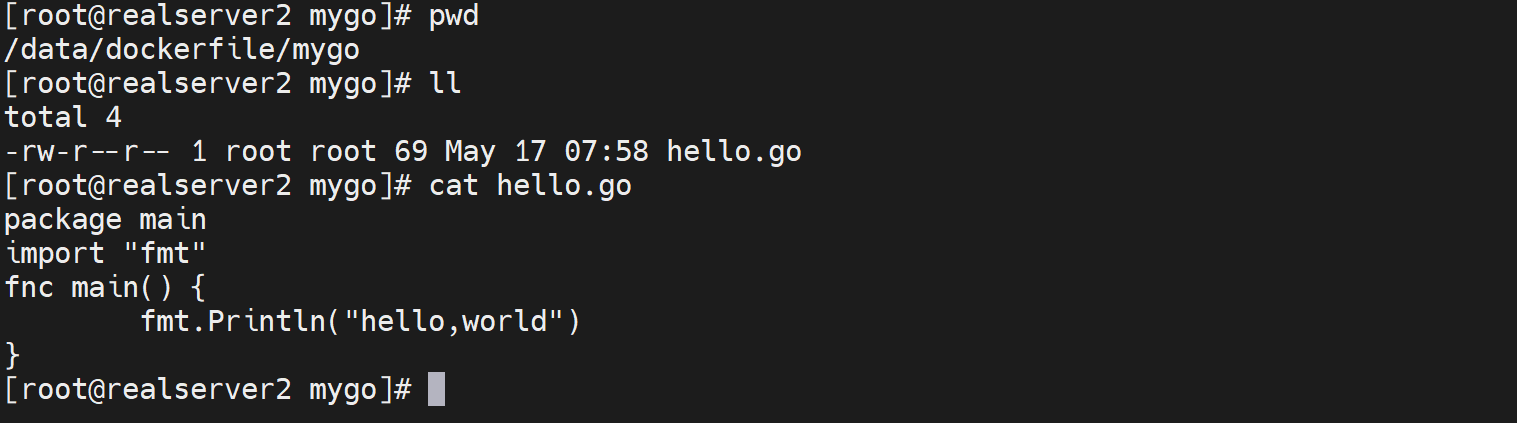 [root@realserver2 mygo]# pwd
/data/dockerfile/mygo
[root@realserver2 mygo]# ll
total 4
-rw-r--r-- 1 root root 69 May 17 07:58 hello.go
[root@realserver2 mygo]# cat hello.go
package main
import "fmt"
fnc main() {
        fmt.Println("hello,world")
}
[root@realserver2 mygo]#